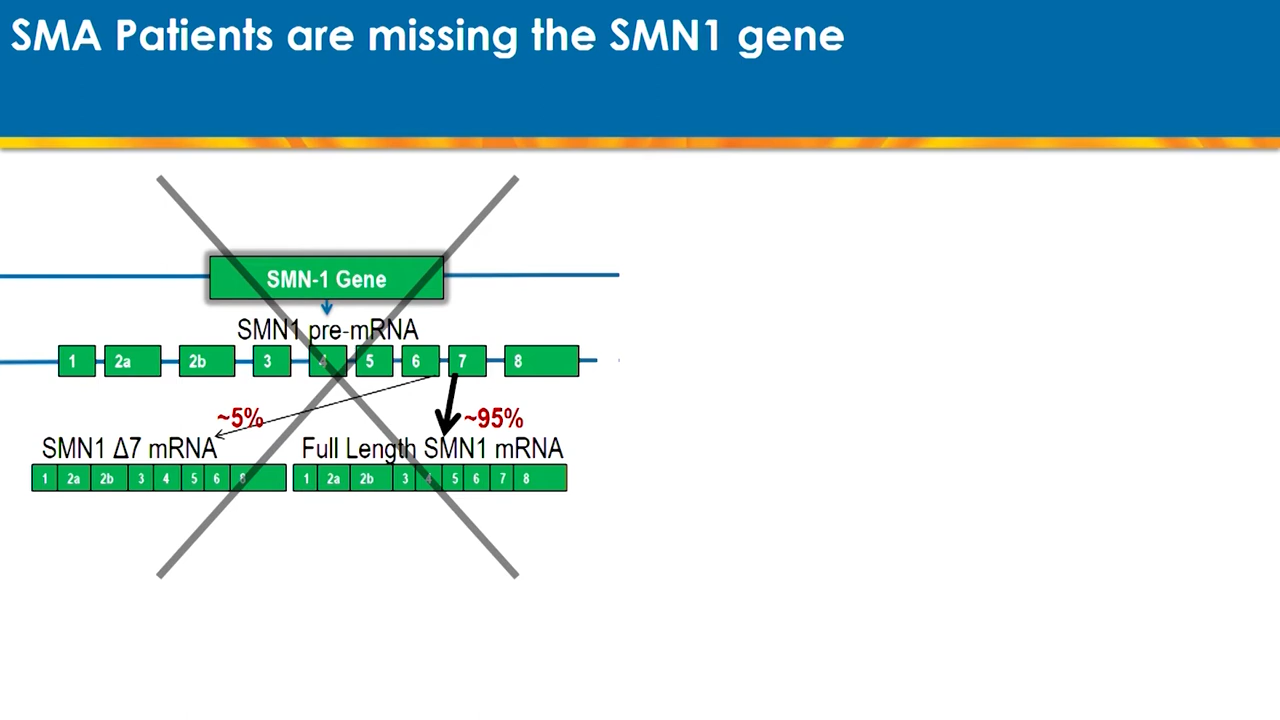 SMA Patients are missing the SMN1 gene
SMN-1 Gene
SMN1 pre-mRNA
1 2a 2b 3 4 5 6 7 8
~5% ~95%
SMN1 Δ7 mRNA Full Length SMN1 mRNA
1 2a 2b 3 4 5 6 8 1 2a 2b 3 4 5 6 7 8